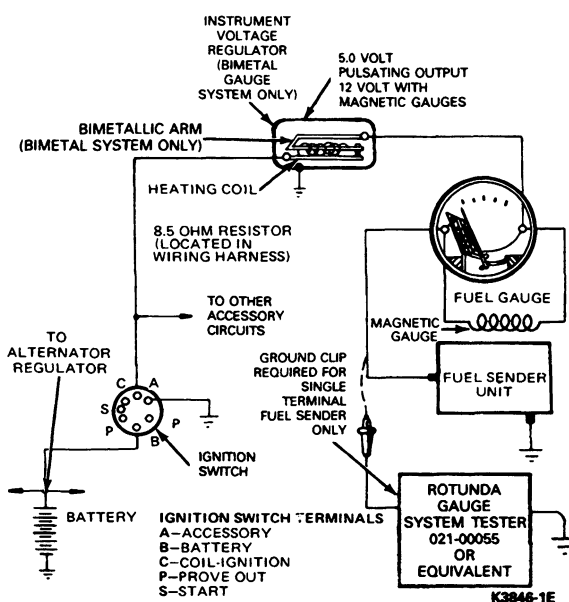 INSTRUMENT
VOLTAGE
REGULATOR
(BIMETAL
GAUGE
SYSTEM ONLY)
5.0 VOLT
PULSATING OUTPUT
12 VOLT WITH
MAGNETIC GAUGES
BIMETALLIC ARM
(BIMETAL SYSTEM ONLY)
HEATING COIL
8.5 OHM RESISTOR
(LOCATED IN
WIRING HARNESS)
FUEL GAUGE
MAGNETIC
GAUGE
TO OTHER
ACCESSORY
CIRCUITS
TO
ALTERNATOR
REGULATOR
GROUND CLIP
REQUIRED FOR
SINGLE
TERMINAL
FUEL SENDER
ONLY
FUEL SENDER
UNIT
C A
S
P P
B
IGNITION
SWITCH
BATTERY
ROTUNDA
GAUGE
SYSTEM TESTER
021-00055
OR
EQUIVALENT
IGNITION SWITCH TERMINALS
A-ACCESSORY
B-BATTERY
C-COIL-IGNITION
P-PROVE OUT
S-START
K3846-1E